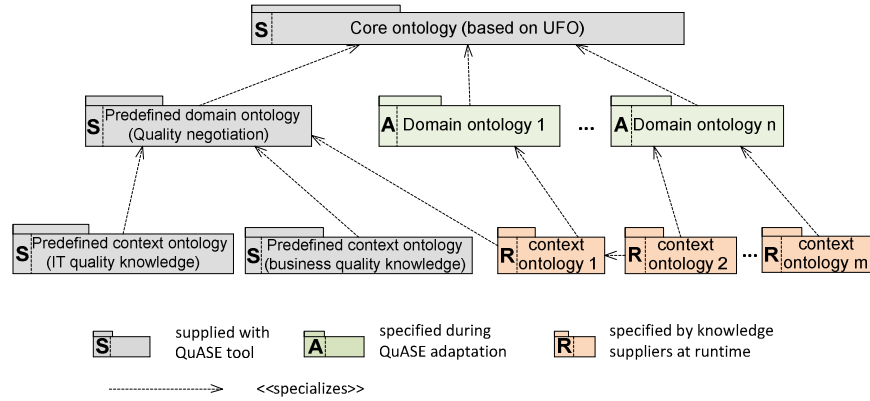 S Core ontology (based on UFO)
S Predefined domain ontology
(Quality negotiation)
A Domain ontology 1
...
A Domain ontology n
S Predefined context ontology
(IT quality knowledge)
S Predefined context ontology
(business quality knowledge)
R context
ontology 1
R context
ontology 2
...
R context
ontology m
S supplied with
QuASE tool
A specified during
QuASE adaptation
R specified by knowledge
suppliers at runtime
<<specializes>>